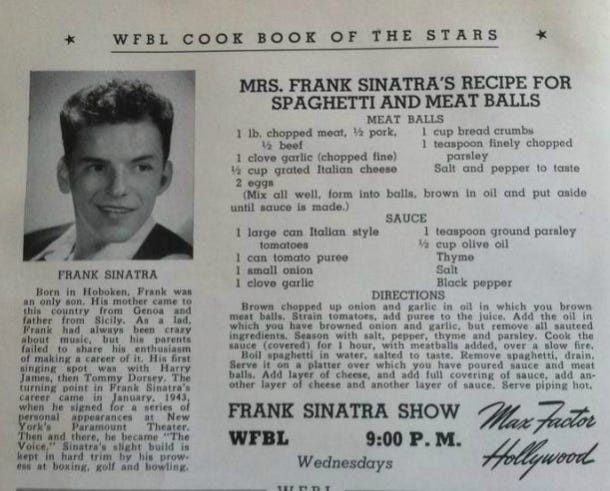 ★ WFBL COOK BOOK OF THE STARS ★
MRS. FRANK SINATRA'S RECIPE FOR
SPAGHETTI AND MEAT BALLS
MEAT BALLS
1 lb. chopped meat, ½ pork,
½ beef
1 clove garlic (chopped fine)
½ cup grated Italian cheese
2 eggs
1 cup bread crumbs
1 teaspoon finely chopped
parsley
Salt and pepper to taste
(Mix all well, form into balls, brown in oil and put aside
until sauce is made.)
SAUCE
1 large can Italian style
tomatoes
1 can tomato puree
1 small onion
1 clove garlic
1 teaspoon ground parsley
½ cup olive oil
Thyme
Salt
Black pepper
DIRECTIONS
Brown chopped up onion and garlic in oil in which you brown
meat balls. Strain tomatoes, add puree to the juice. Add the oil in
which you have browned onion and garlic, but remove all sauteed
ingredients. Season with salt, pepper, thyme and parsley. Cook the
sauce (covered) for 1 hour, with meatballs added, over a slow fire.
Boil spaghetti in water, salted to taste. Remove spaghetti, drain.
Serve it on a platter over which you have poured sauce and meat
balls. Add layer of cheese, and add full covering of sauce, add an-
other layer of cheese and another layer of sauce. Serve piping hot.
FRANK SINATRA
Born in Hoboken, Frank was
an only son. His mother came to
this country from Genoa and
father from Sicily. As a lad,
Frank had always been crazy
about music, but his parents
failed to share his enthusiasm
of making a career of it. His first
singing spot was with Harry
James, then Tommy Dorsey. The
turning point in Frank Sinatra's
career came in January, 1943,
when he signed for a series of
personal appearances at New
York's Paramount Theater.
Then and there, he became "The
Voice." Sinatra's slight build is
kept in hard trim by his prow-
ess at boxing, golf and bowling.
FRANK SINATRA SHOW
WFBL 9:00 P. M.
Wednesdays
Max Factor
Hollywood
WFBL